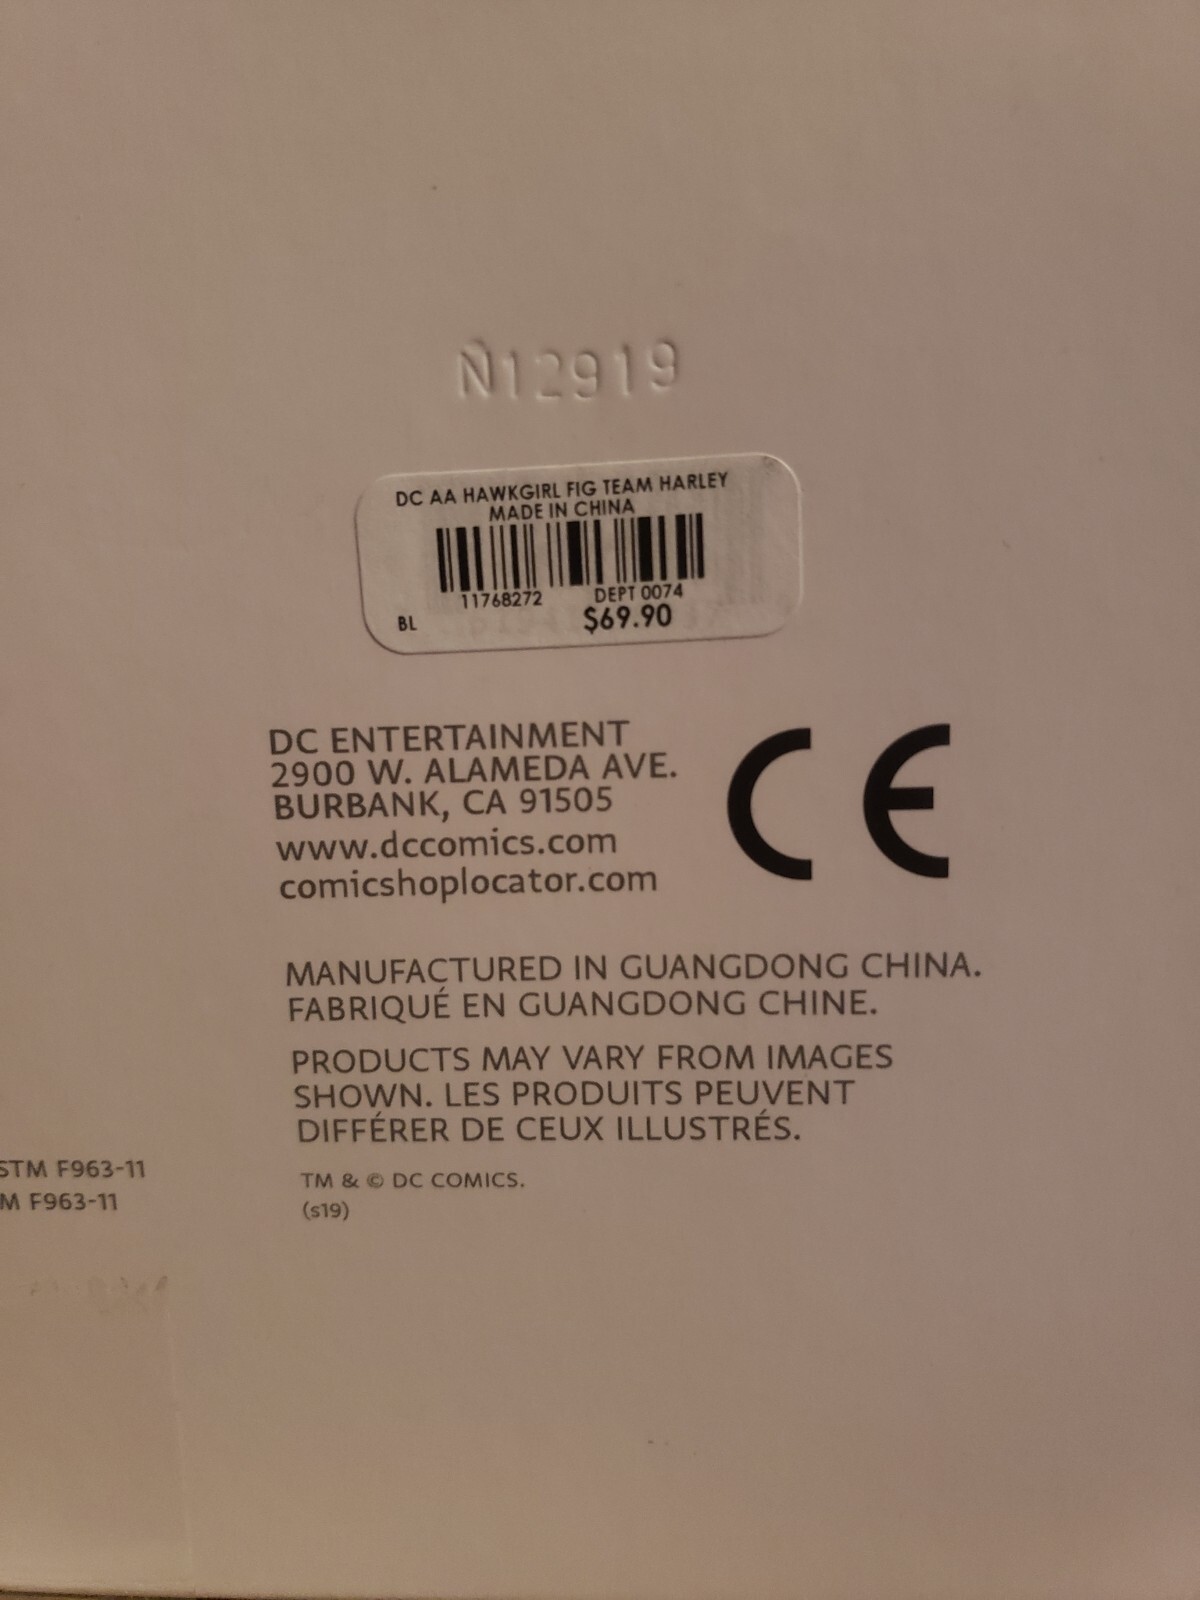 N12919
DC AA HAWKGIRL FIG TEAM HARLEY
MADE IN CHINA
11768272 DEPT 0074
BL $69.90
DC ENTERTAINMENT
2900 W. ALAMEDA AVE.
BURBANK, CA 91505
www.dccomics.com
comicshoplocator.com
CE
MANUFACTURED IN GUANGDONG CHINA.
FABRIQUÉ EN GUANGDONG CHINE.
PRODUCTS MAY VARY FROM IMAGES
SHOWN. LES PRODUITS PEUVENT
DIFFÉRER DE CEUX ILLUSTRÉS.
STM F963-11
M F963-11
TM & © DC COMICS.
(s19)